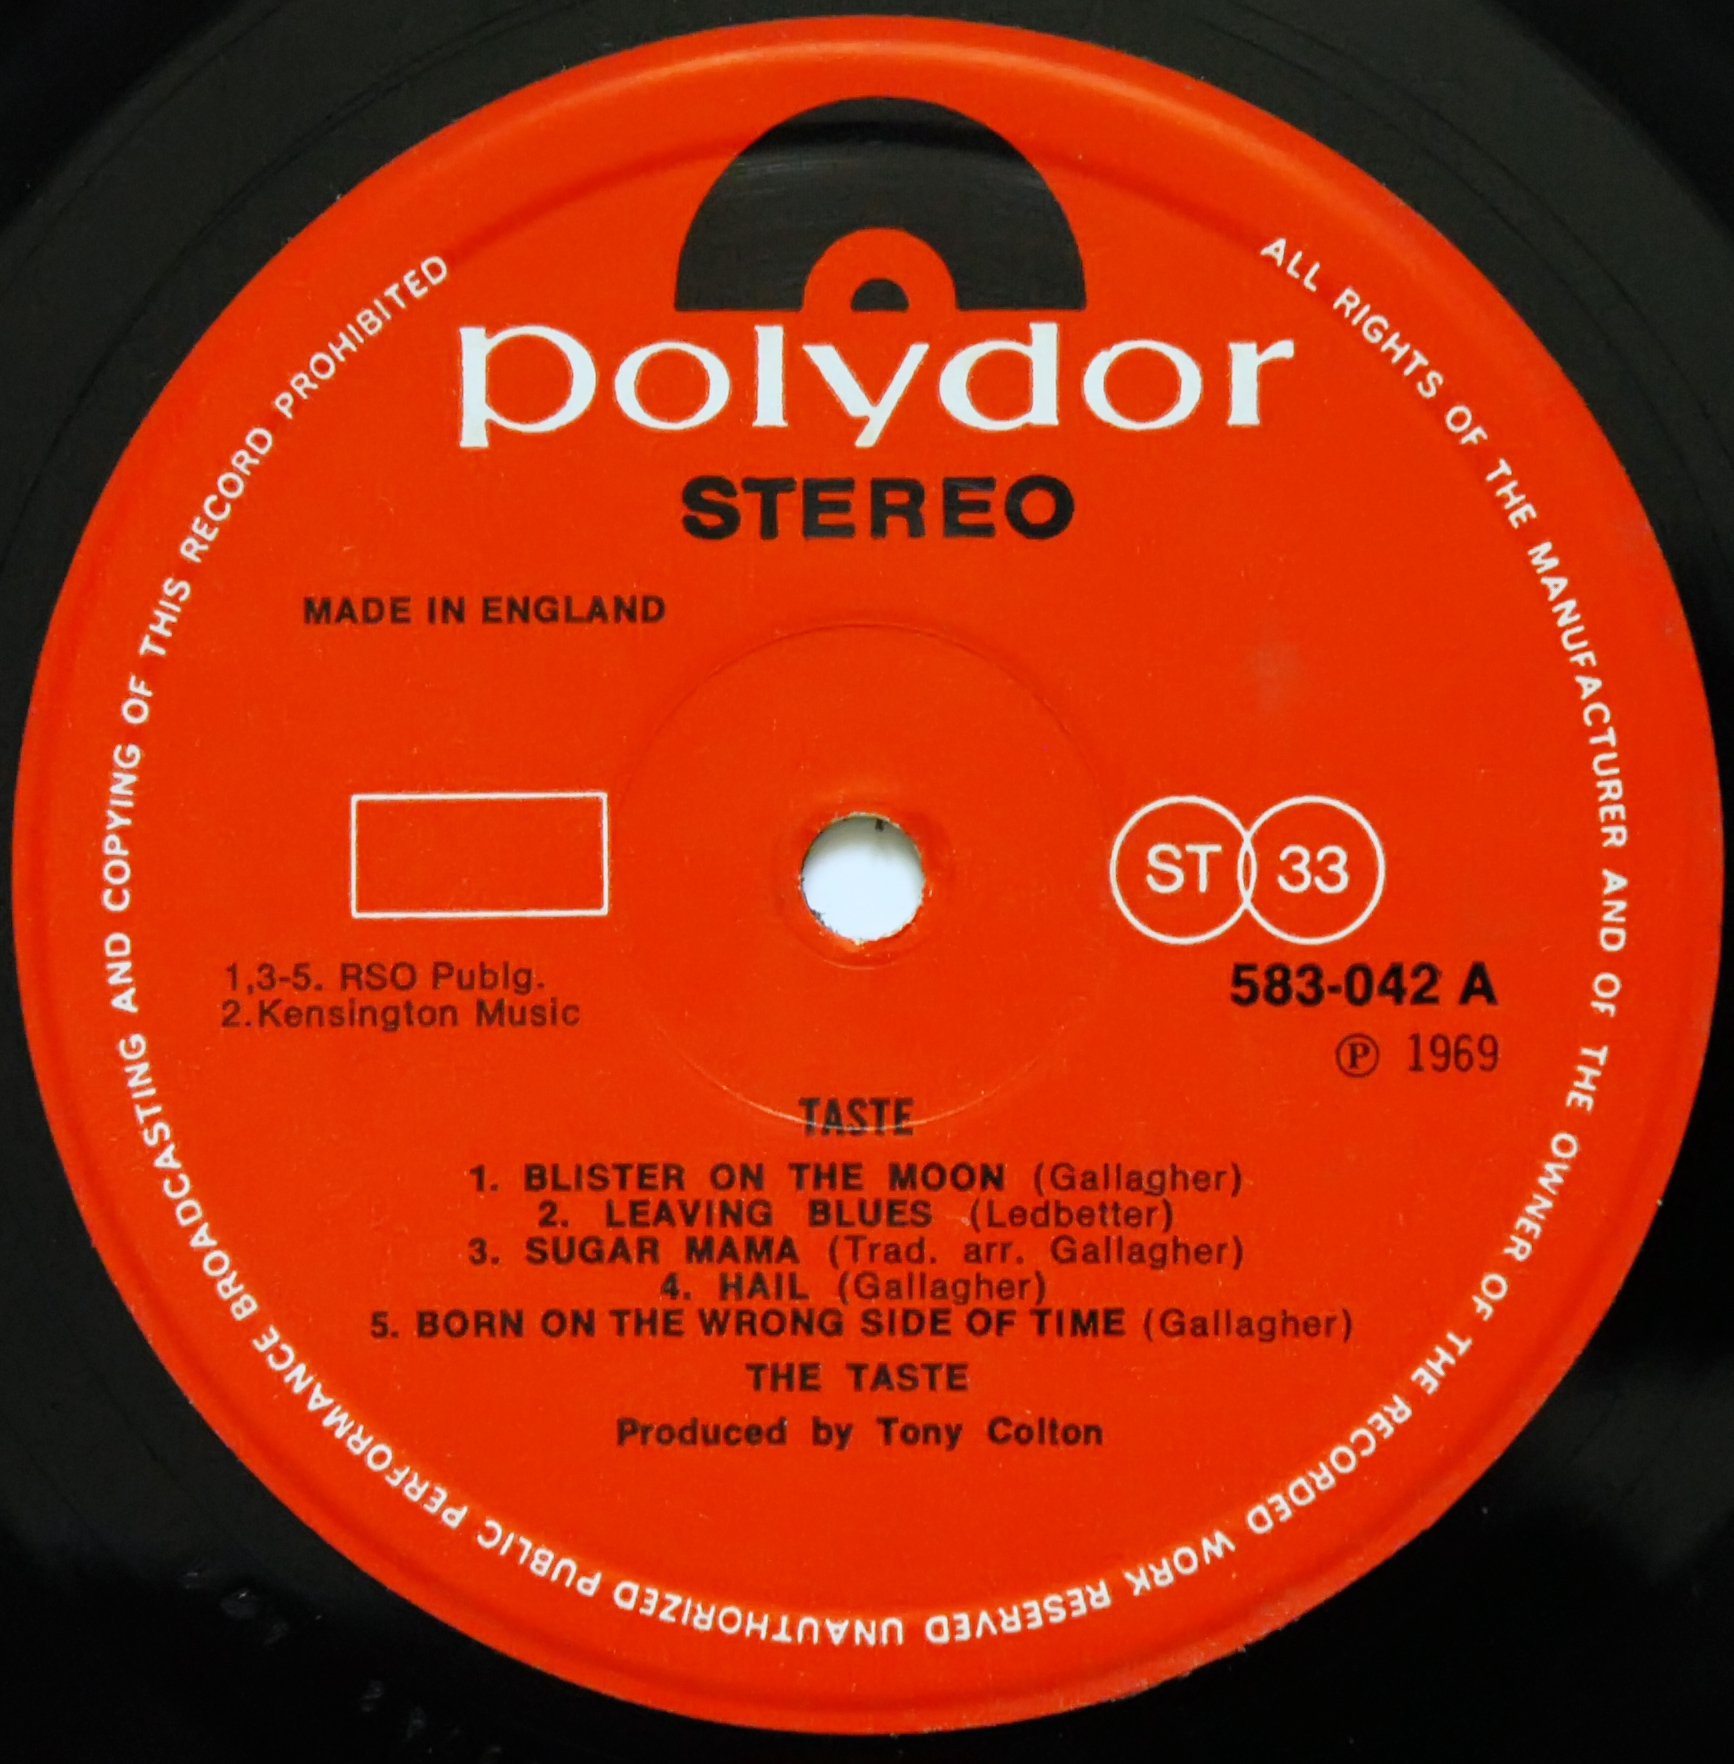 polydor
STEREO
MADE IN ENGLAND
ST 33
1,3-5. RSO Publg.
2.Kensington Music
583-042 A
Ⓟ 1969
TASTE
1. BLISTER ON THE MOON (Gallagher)
2. LEAVING BLUES (Ledbetter)
3. SUGAR MAMA (Trad. arr. Gallagher)
4. HAIL (Gallagher)
5. BORN ON THE WRONG SIDE OF TIME (Gallagher)
THE TASTE
Produced by Tony Colton
ALL RIGHTS OF THE MANUFACTURER AND OF THE OWNER OF THE RECORDED WORK RESERVED UNAUTHORIZED PUBLIC PERFORMANCE BROADCASTING AND COPYING OF THIS RECORD PROHIBITED